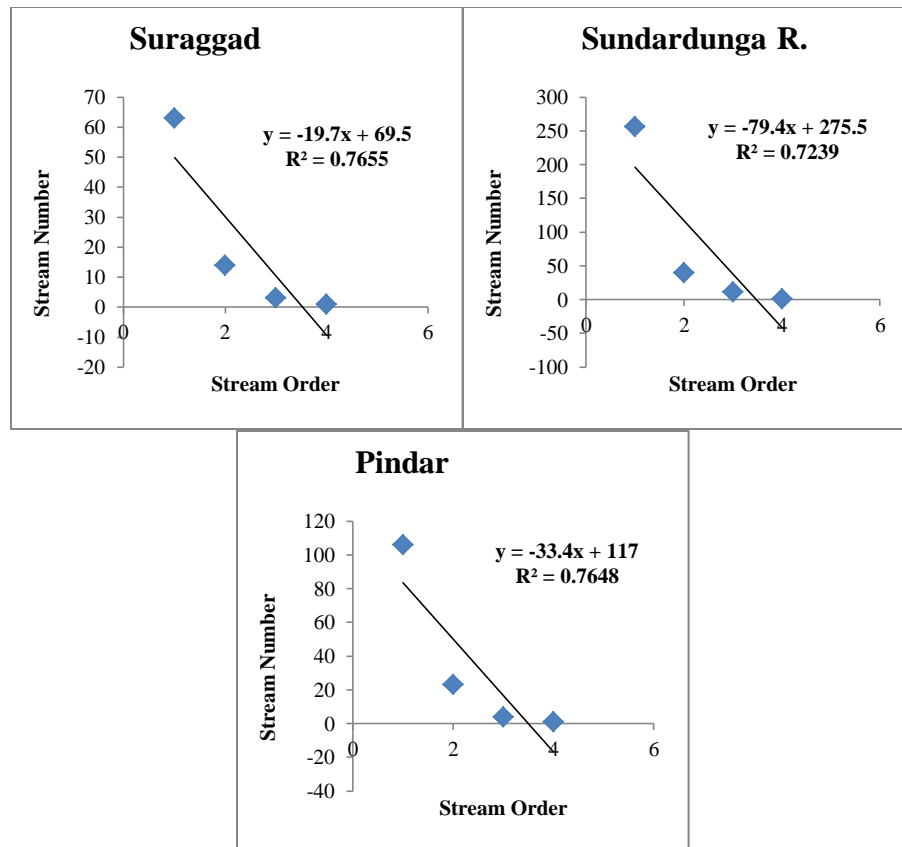 Suraggad
70
60
50
40
30
20
10
0
-10
-20
0
2
4
6
y = -19.7x + 69.5
R² = 0.7655
Stream Number
Stream Order
Sundardunga R.
300
250
200
150
100
50
0
-50
-100
0
2
4
6
y = -79.4x + 275.5
R² = 0.7239
Stream Number
Stream Order
Pindar
120
100
80
60
40
20
0
-20
-40
0
2
4
6
y = -33.4x + 117
R² = 0.7648
Stream Number
Stream Order